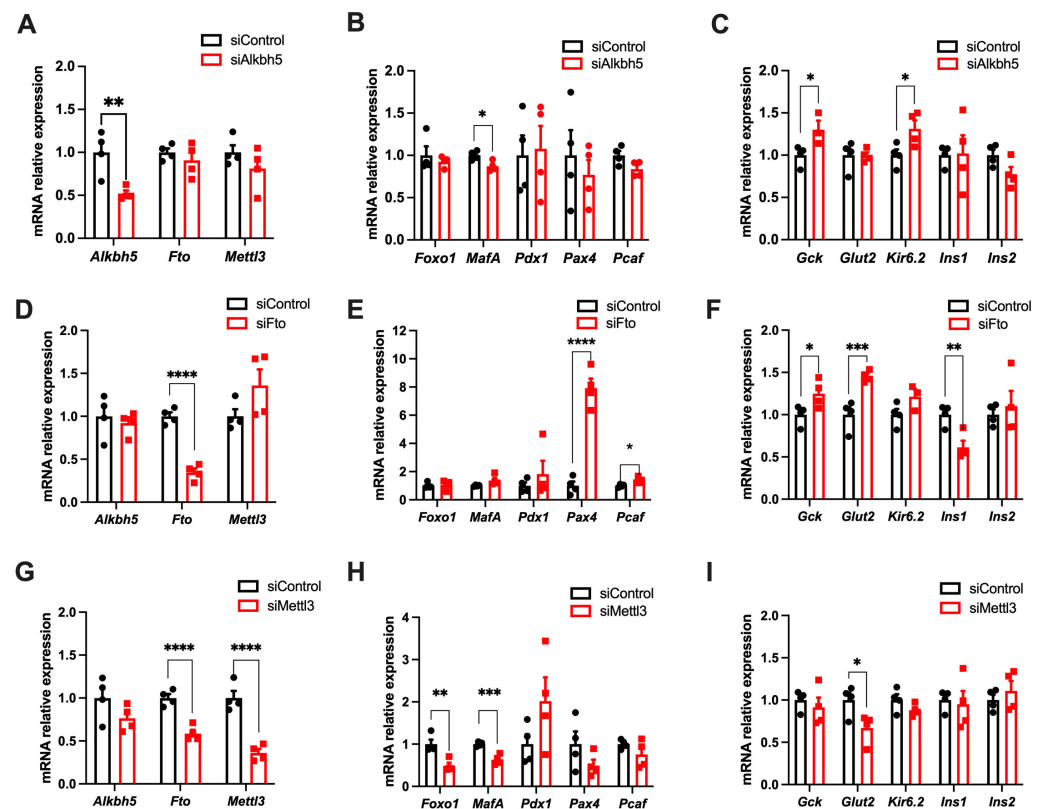 A
siControl
siAlkbh5
mRNA relative expression
2.0
1.5
1.0
0.5
0.0
**
Alkbh5 Fto Mettl3
B
siControl
siAlkbh5
mRNA relative expression
2.0
1.5
1.0
0.5
0.0
*
Foxo1 MafA Pdx1 Pax4 Pcaf
C
siControl
siAlkbh5
mRNA relative expression
2.0
1.5
1.0
0.5
0.0
* *
Gck Glut2 Kir6.2 Ins1 Ins2
D
siControl
siFto
mRNA relative expression
2.0
1.5
1.0
0.5
0.0
****
Alkbh5 Fto Mettl3
E
siControl
siFto
mRNA relative expression
12
10
8
6
4
2
0
****
*
Foxo1 MafA Pdx1 Pax4 Pcaf
F
siControl
siFto
mRNA relative expression
2.0
1.5
1.0
0.5
0.0
* *** **
Gck Glut2 Kir6.2 Ins1 Ins2
G
siControl
siMettl3
mRNA relative expression
2.0
1.5
1.0
0.5
0.0
**** ****
Alkbh5 Fto Mettl3
H
siControl
siMettl3
mRNA relative expression
4
3
2
1
0
** ***
Foxo1 MafA Pdx1 Pax4 Pcaf
I
siControl
siMettl3
mRNA relative expression
2.0
1.5
1.0
0.5
0.0
*
Gck Glut2 Kir6.2 Ins1 Ins2